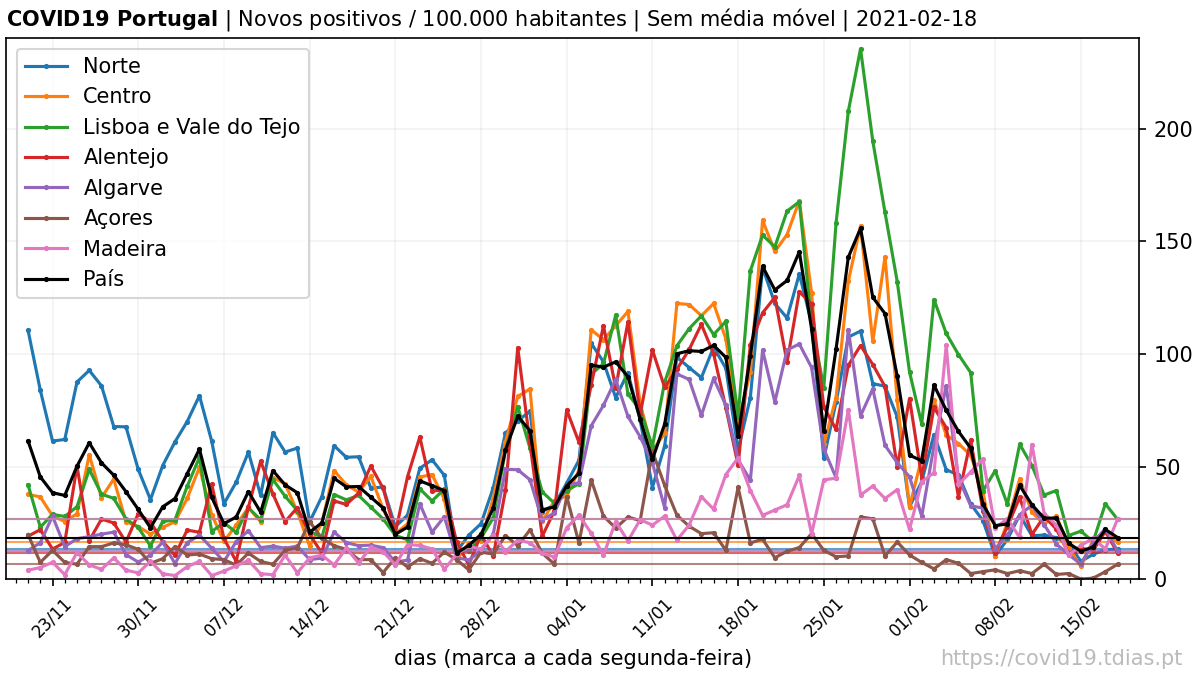 COVID19 Portugal | Novos positivos / 100.000 habitantes | Sem média móvel | 2021-02-18
Norte
Centro
Lisboa e Vale do Tejo
Alentejo
Algarve
Açores
Madeira
País
200
150
100
50
0
23/11
30/11
07/12
14/12
21/12
28/12
04/01
11/01
18/01
25/01
01/02
08/02
15/02
dias (marca a cada segunda-feira)
https://covid19.tdias.pt